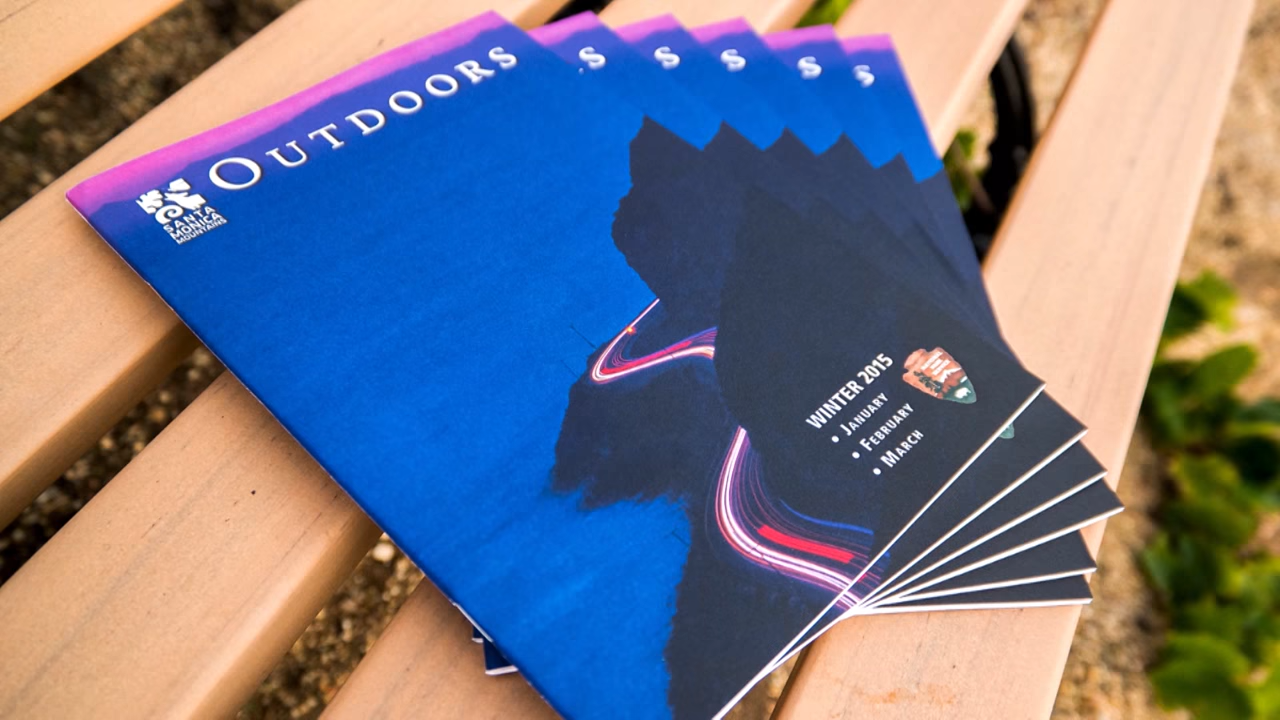 OUTDOORS
S
S
S
S
S
SANTA
MONICA
MOUNTAINS
WINTER 2015
• JANUARY
• FEBRUARY
• MARCH